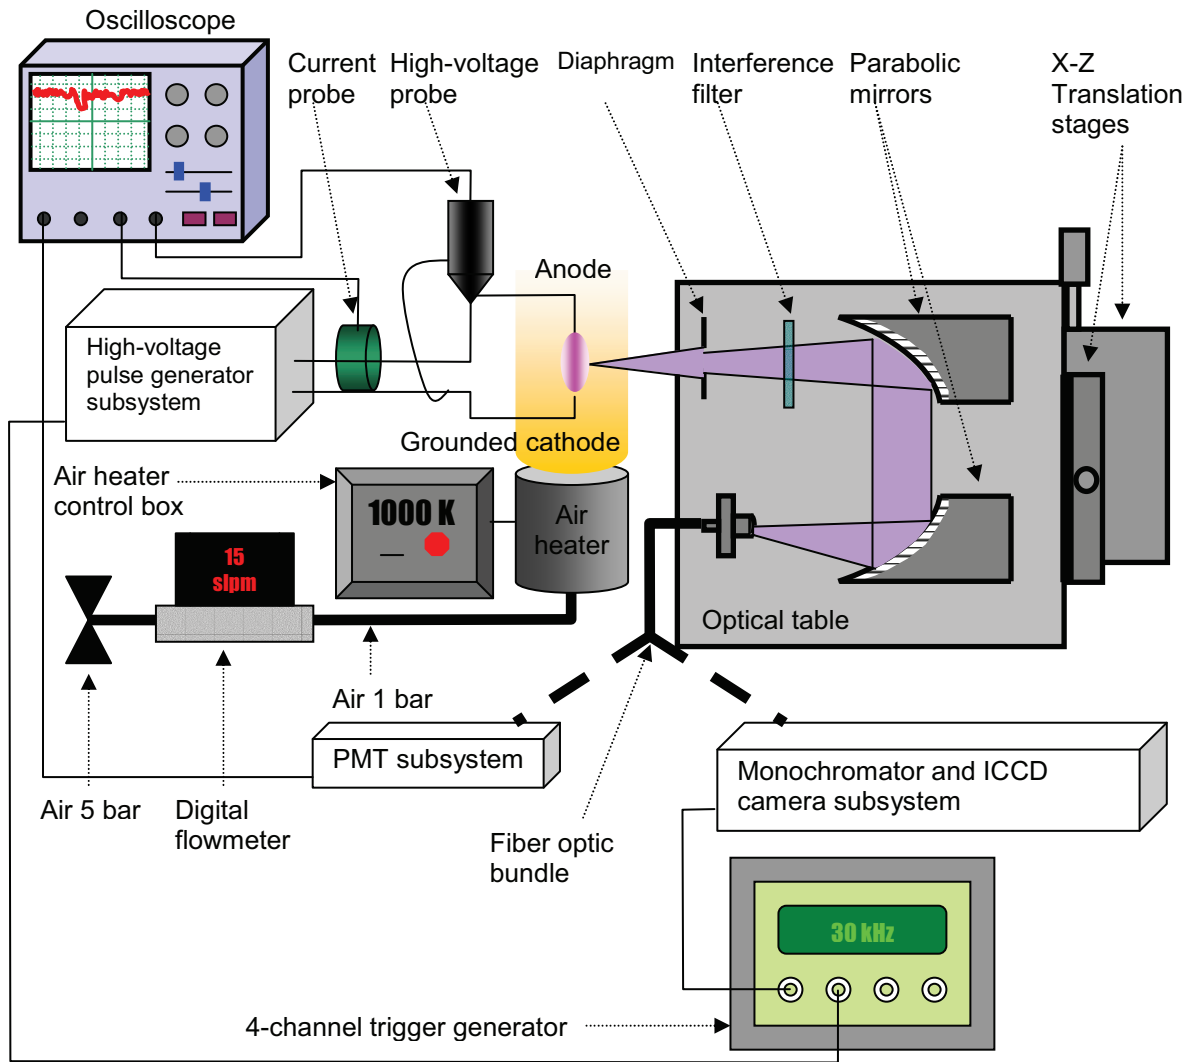 Oscilloscope
Current
probe
High-voltage
probe
Diaphragm
Interference
filter
Parabolic
mirrors
X-Z
Translation
stages
Anode
High-voltage
pulse generator
subsystem
Grounded cathode
Air heater
control box
1000 K
Air
heater
15
slpm
Optical table
Air 1 bar
PMT subsystem
Monochromator and ICCD
camera subsystem
Air 5 bar
Digital
flowmeter
Fiber optic
bundle
30 kHz
4-channel trigger generator